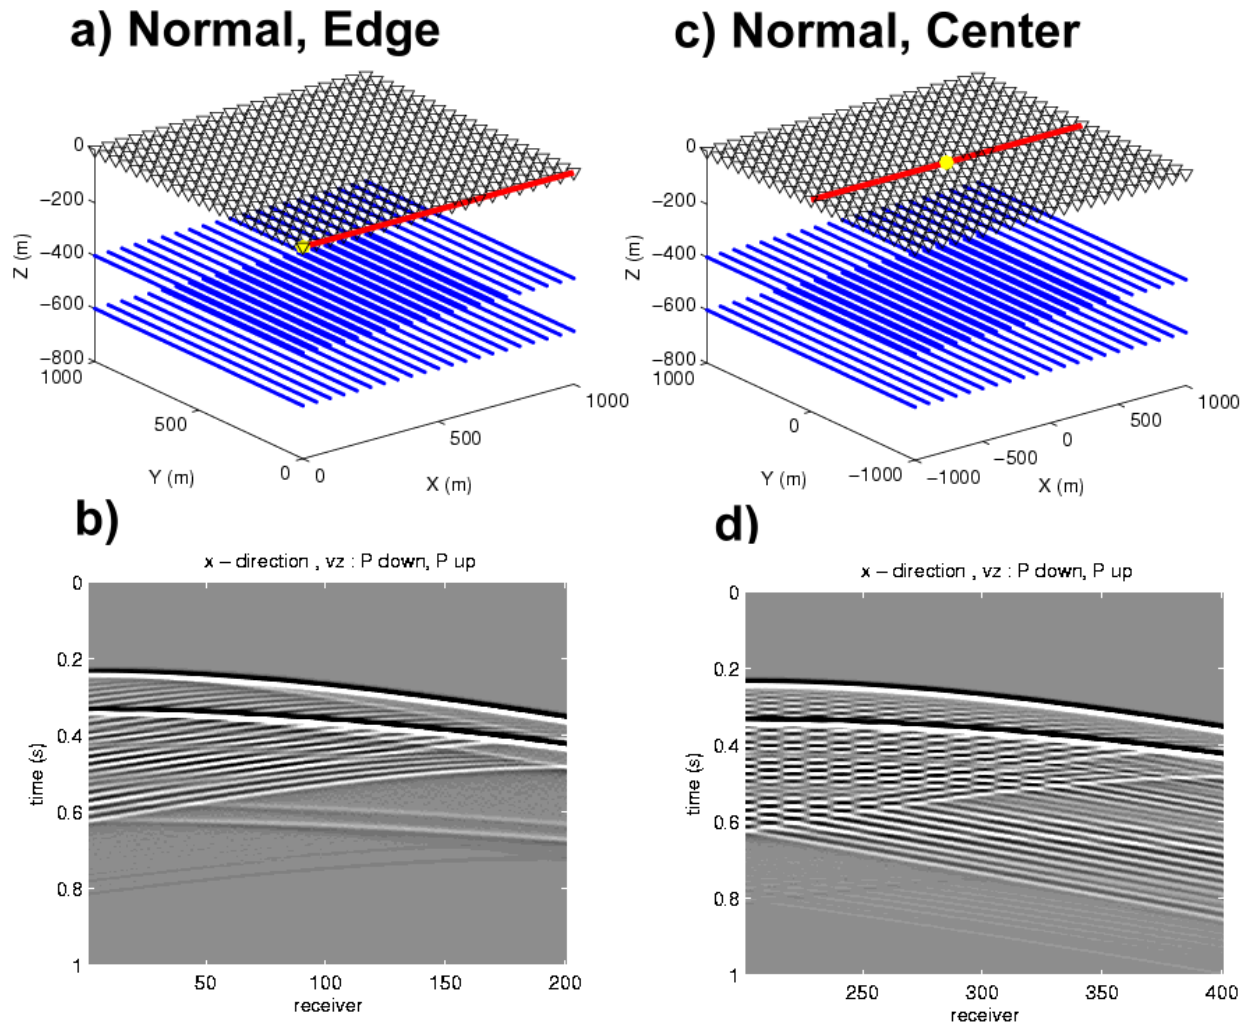 a) Normal, Edge
c) Normal, Center
0
−200
−400
−600
−800
Z (m)
1000
500
0
Y (m)
0
500
1000
X (m)
0
−200
−400
−600
−800
Z (m)
1000
0
−1000
Y (m)
−1000
−500
0
500
1000
X (m)
b)
x − direction , vz : P down, P up
0
0.2
0.4
0.6
0.8
1
time (s)
50
100
150
200
receiver
d)
x − direction , vz : P down, P up
0
0.2
0.4
0.6
0.8
1
time (s)
250
300
350
400
receiver